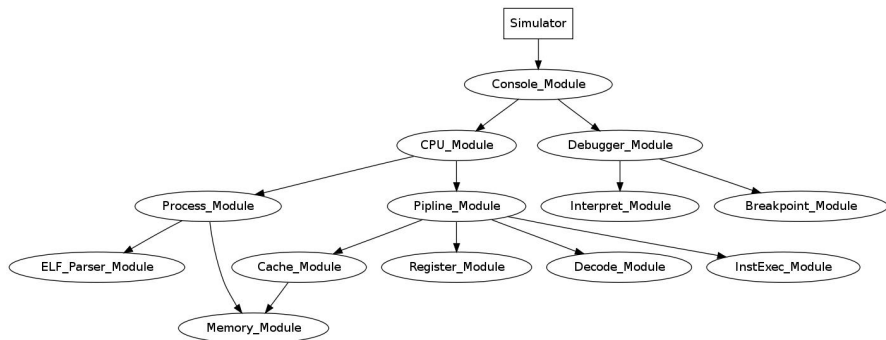 Simulator
Console_Module
CPU_Module
Debugger_Module
Process_Module
Pipline_Module
Interpret_Module
Breakpoint_Module
ELF_Parser_Module
Cache_Module
Register_Module
Decode_Module
InstExec_Module
Memory_Module